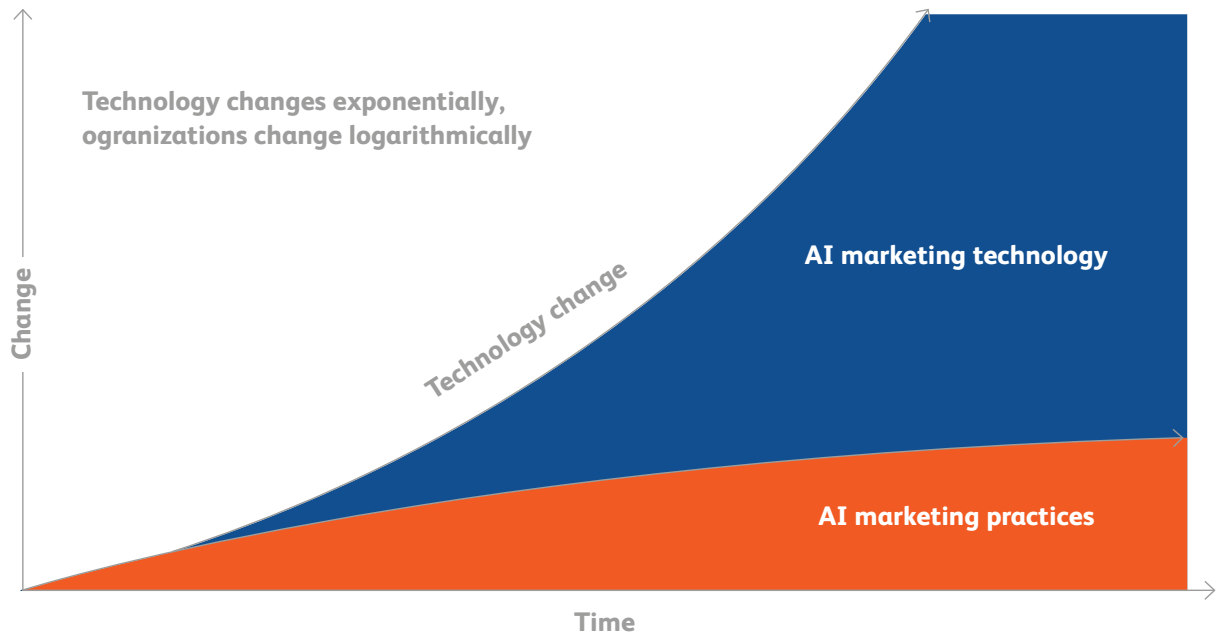 Technology changes exponentially,
ogranizations change logarithmically
Change
Technology change
AI marketing technology
AI marketing practices
Time